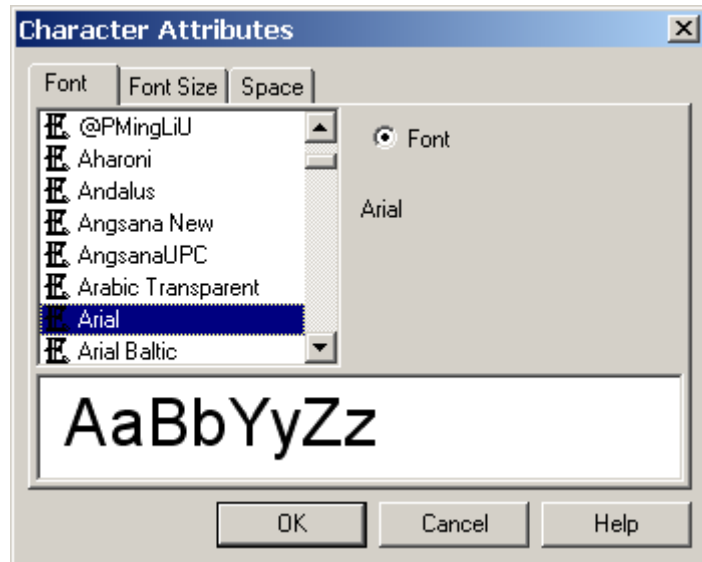 Character Attributes
Font Font Size Space
@PMingLiU
Aharoni
Andalus
Angsana New
AngsanaUPC
Arabic Transparent
Arial
Arial Baltic
Font
Arial
AaBbYyZz
OK Cancel Help